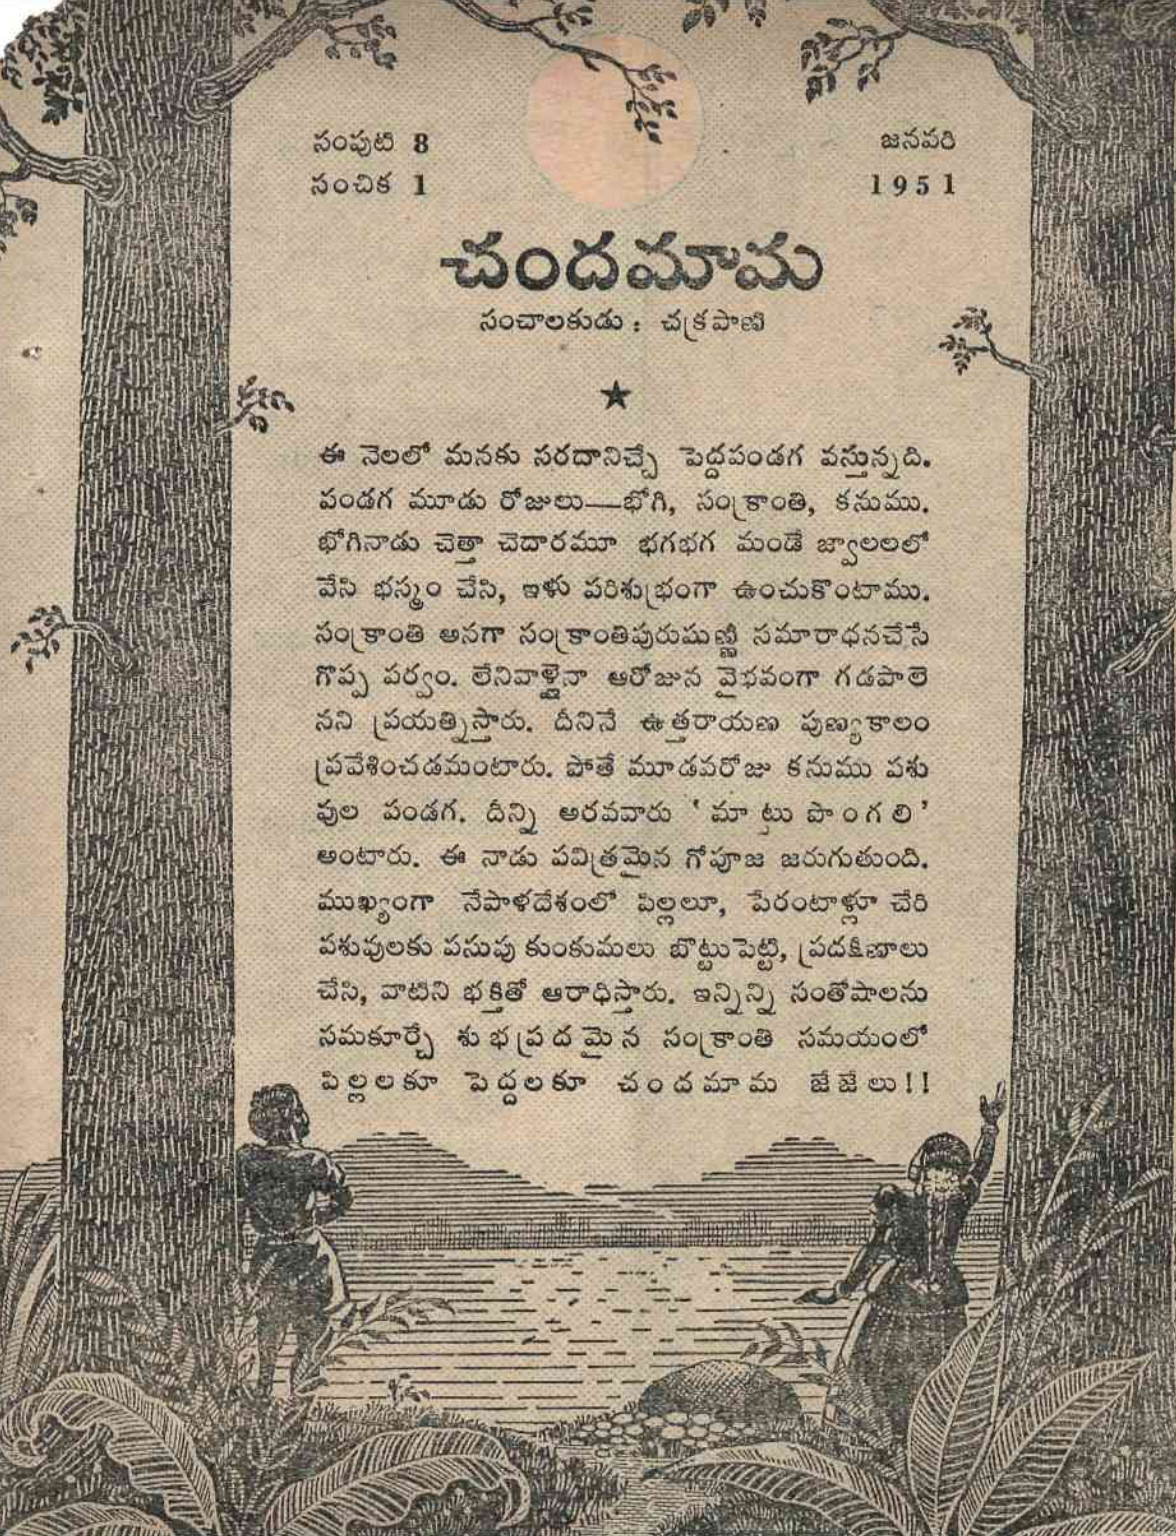 సంపుటి 8
సంచిక 1
జనవరి
1951
చందమామ
సంచాలకుడు : చక్రపాణి
ఈ నెలలో మనకు సరదానిచ్చే పెద్దపండగ వస్తున్నది.
పండగ మూడు రోజులు—భోగి, సంక్రాంతి, కనుము.
భోగినాడు చెత్తా చెదారమూ భగభగ మండే జ్వాలలలో
వేసి భస్మం చేసి, ఇళు పరిశుభ్రంగా ఉంచుకొంటాము.
సంక్రాంతి అనగా సంక్రాంతిపురుషుణ్ణి సమారాధనచేసే
గొప్ప పర్వం. లేనివాళ్లైనా ఆరోజున వైభవంగా గడపాలె
నని ప్రయత్నిస్తారు. దీనినే ఉత్తరాయణ పుణ్యకాలం
ప్రవేశించడమంటారు. పోతే మూడవరోజు కనుము పశు
వుల పండగ. దీన్ని అరవవారు ' మాట్టు పొంగలి '
అంటారు. ఈ నాడు పవిత్రమైన గోపూజ జరుగుతుంది.
ముఖ్యంగా నేపాళదేశంలో పిల్లలూ, పేరంటాళ్లూ చేరి
పశువులకు పసుపు కుంకుమలు బొట్టుపెట్టి, ప్రదక్షిణాలు
చేసి, వాటిని భక్తితో ఆరాధిస్తారు. ఇన్నిన్ని సంతోషాలను
సమకూర్చే శుభప్రదమైన సంక్రాంతి సమయంలో
పిల్లలకూ పెద్దలకూ చందమామ జేజేలు!!